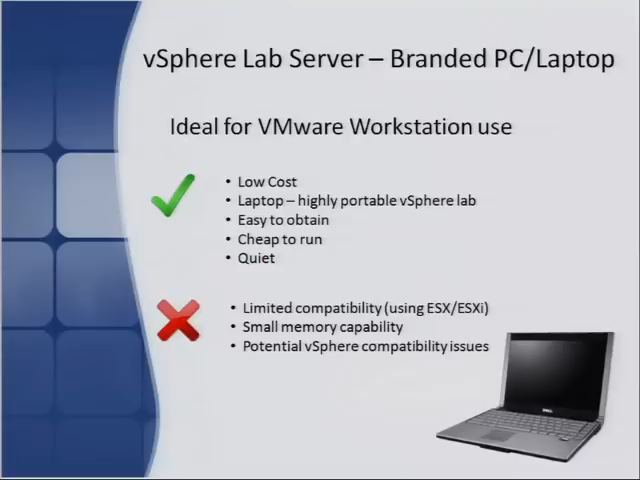 vSphere Lab Server – Branded PC/Laptop
Ideal for VMware Workstation use
• Low Cost
• Laptop – highly portable vSphere lab
• Easy to obtain
• Cheap to run
• Quiet
• Limited compatibility (using ESX/ESXi)
• Small memory capability
• Potential vSphere compatibility issues
DELL